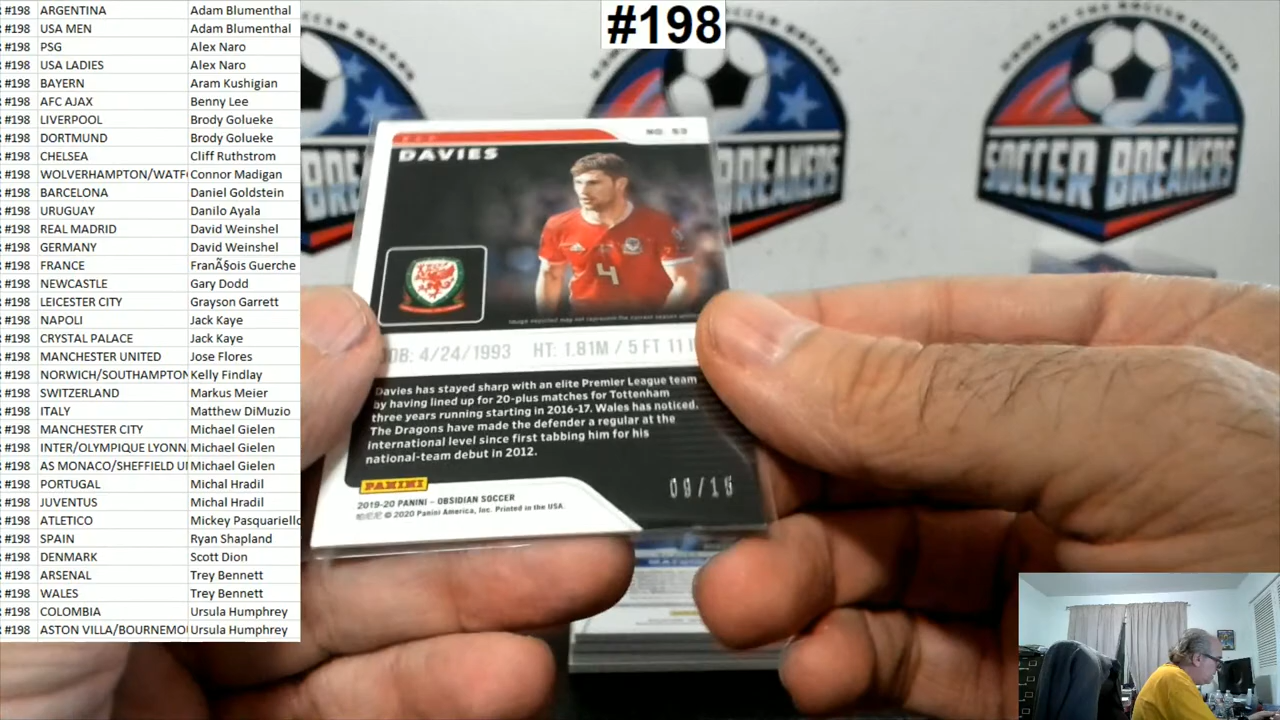 #198
#198 ARGENTINA Adam Blumenthal
#198 USA MEN Adam Blumenthal
#198 PSG Alex Naro
#198 USA LADIES Alex Naro
#198 BAYERN Aram Kushigian
#198 AFC AJAX Benny Lee
#198 LIVERPOOL Brody Golueke
#198 DORTMUND Brody Golueke
#198 CHELSEA Cliff Ruthstrom
#198 WOLVERHAMPTON/WATF Connor Madigan
#198 BARCELONA Daniel Goldstein
#198 URUGUAY Danilo Ayala
#198 REAL MADRID David Weinshel
#198 GERMANY David Weinshel
#198 FRANCE FranÃ§ois Guerche
#198 NEWCASTLE Gary Dodd
#198 LEICESTER CITY Grayson Garrett
#198 NAPOLI Jack Kaye
#198 CRYSTAL PALACE Jack Kaye
#198 MANCHESTER UNITED Jose Flores
#198 NORWICH/SOUTHAMPTON Kelly Findlay
#198 SWITZERLAND Markus Meier
#198 ITALY Matthew DiMuzio
#198 MANCHESTER CITY Michael Gielen
#198 INTER/OLYMPIQUE LYONN Michael Gielen
#198 AS MONACO/SHEFFIELD UI Michael Gielen
#198 PORTUGAL Michal Hradil
#198 JUVENTUS Michal Hradil
#198 ATLETICO Mickey Pasquariello
#198 SPAIN Ryan Shapland
#198 DENMARK Scott Dion
#198 ARSENAL Trey Bennett
#198 WALES Trey Bennett
#198 COLOMBIA Ursula Humphrey
#198 ASTON VILLA/BOURNEMO Ursula Humphrey
SOCCER BREAKERS
NO. 53
DAVIES
4
DOB: 4/24/1993 HT: 1.81M / 5 FT 11
Davies has stayed sharp with an elite Premier League team
by having lined up for 20-plus matches for Tottenham
three years running starting in 2016-17. Wales has noticed.
The Dragons have made the defender a regular at the
international level since first tabbing him for his
national-team debut in 2012.
PANINI
09/16
2019-20 PANINI – OBSIDIAN SOCCER
© 2020 Panini America, Inc. Printed in the USA.